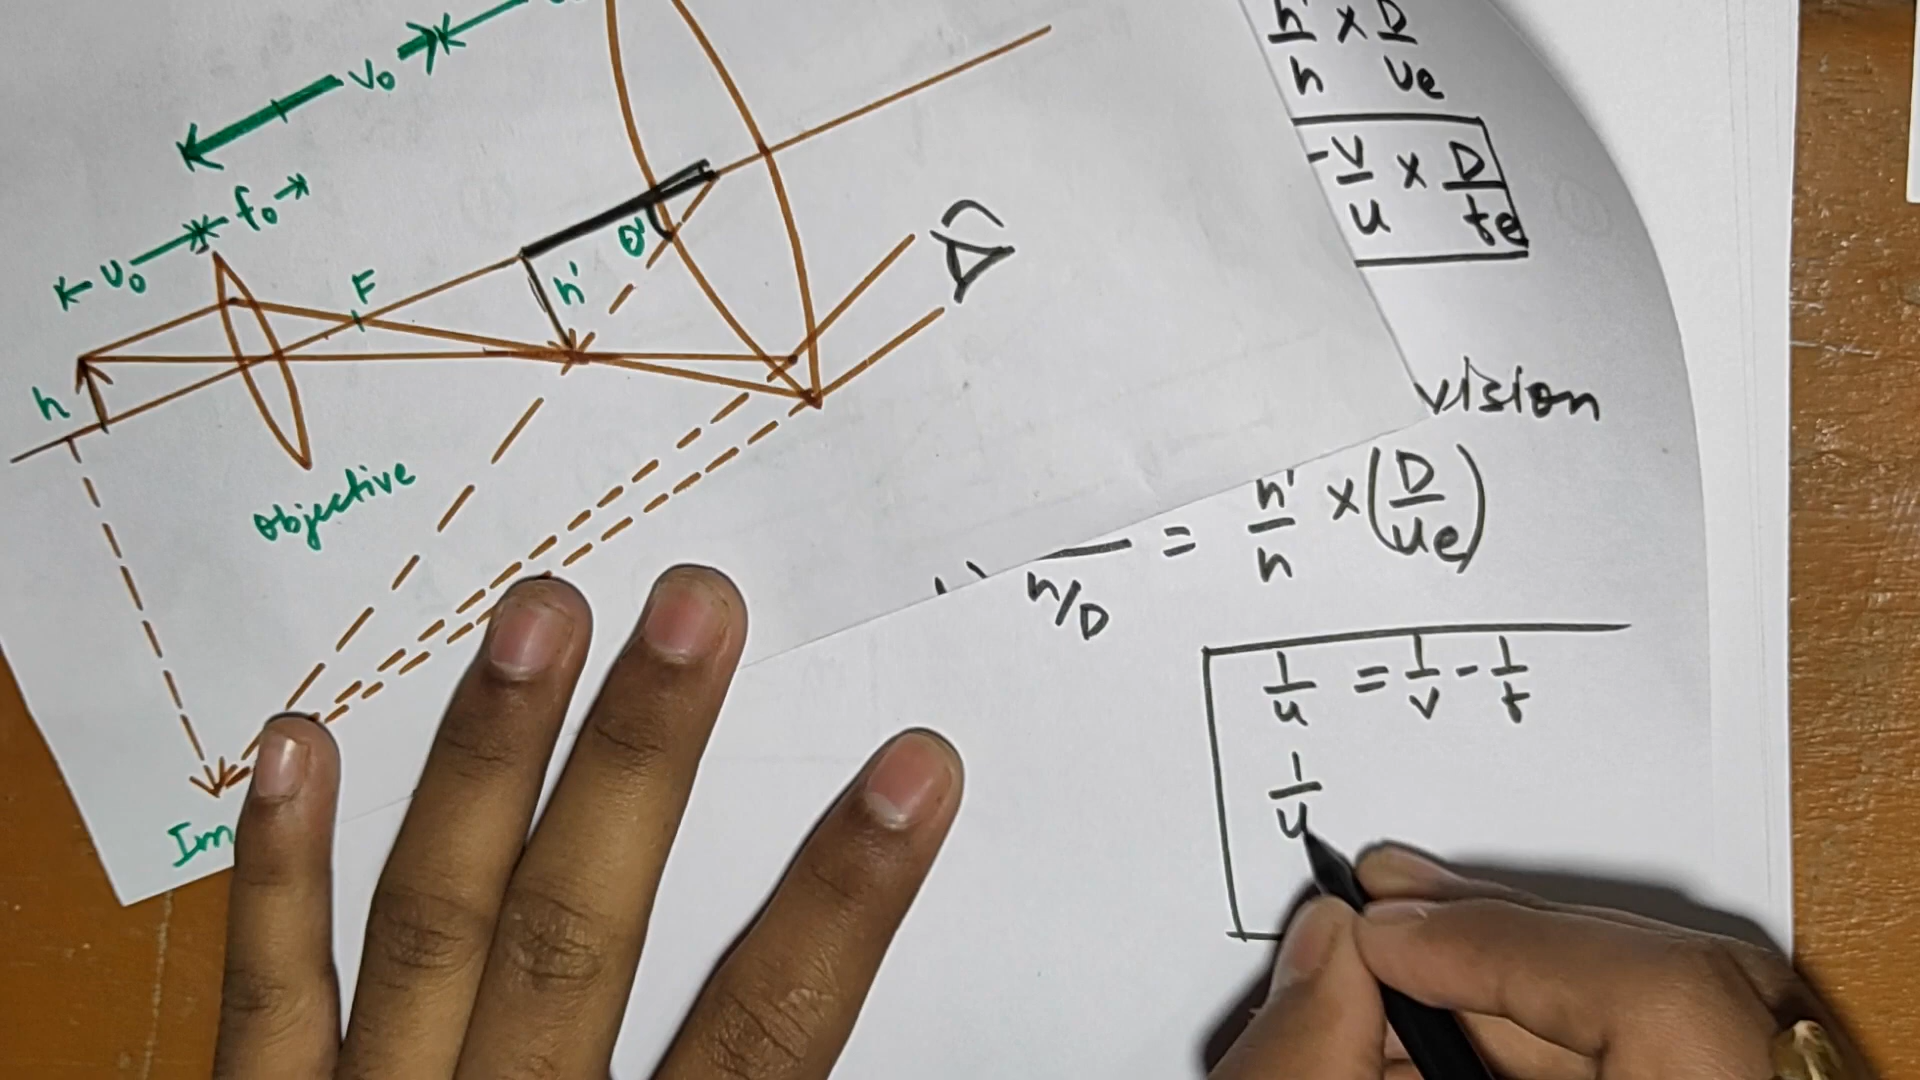 v₀
← u₀ ✳ f₀ →
F
h
h'
θ'
Objective
Im
h'/h × D/ue
-v/u × D/fe
vision
h/D = h'/h × (D/ue)
1/u = 1/v - 1/f
1/u